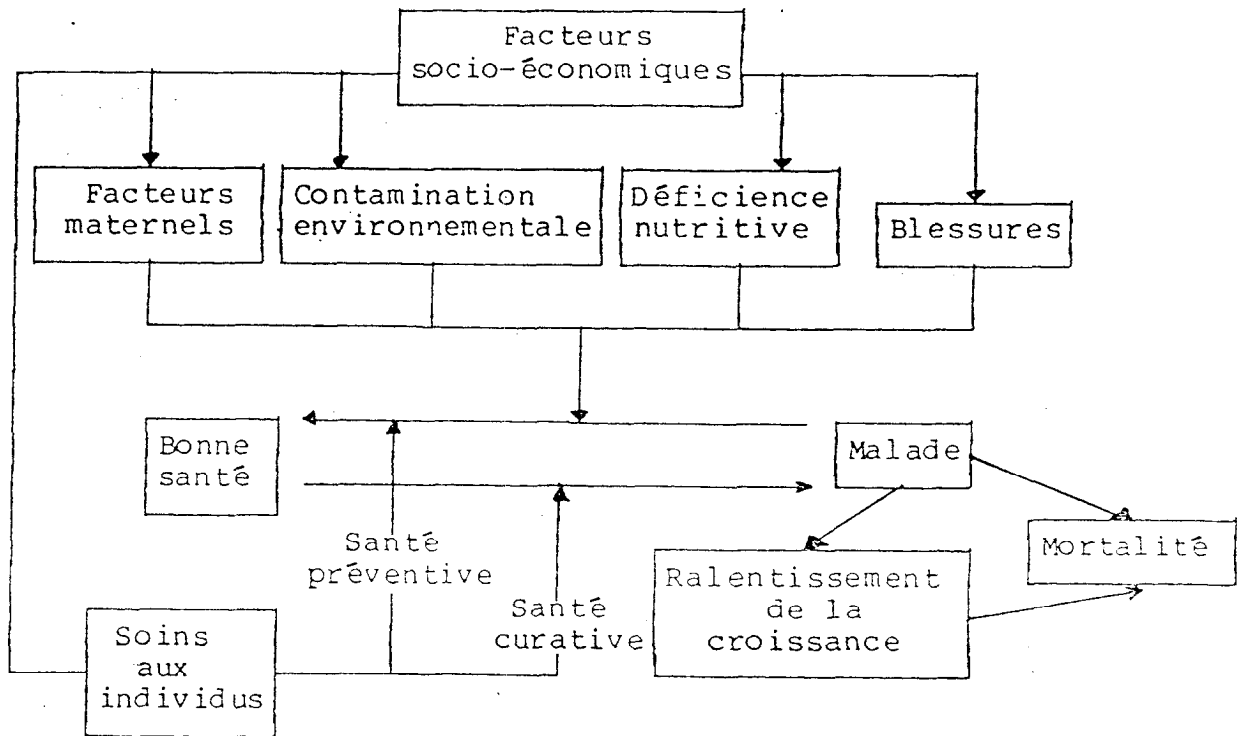 Facteurs
socio-économiques
Facteurs
maternels
Contamination
environnementale
Déficience
nutritive
Blessures
Bonne
santé
Malade
Santé
préventive
Santé
curative
Ralentissement
de la
croissance
Mortalité
Soins
aux
individus